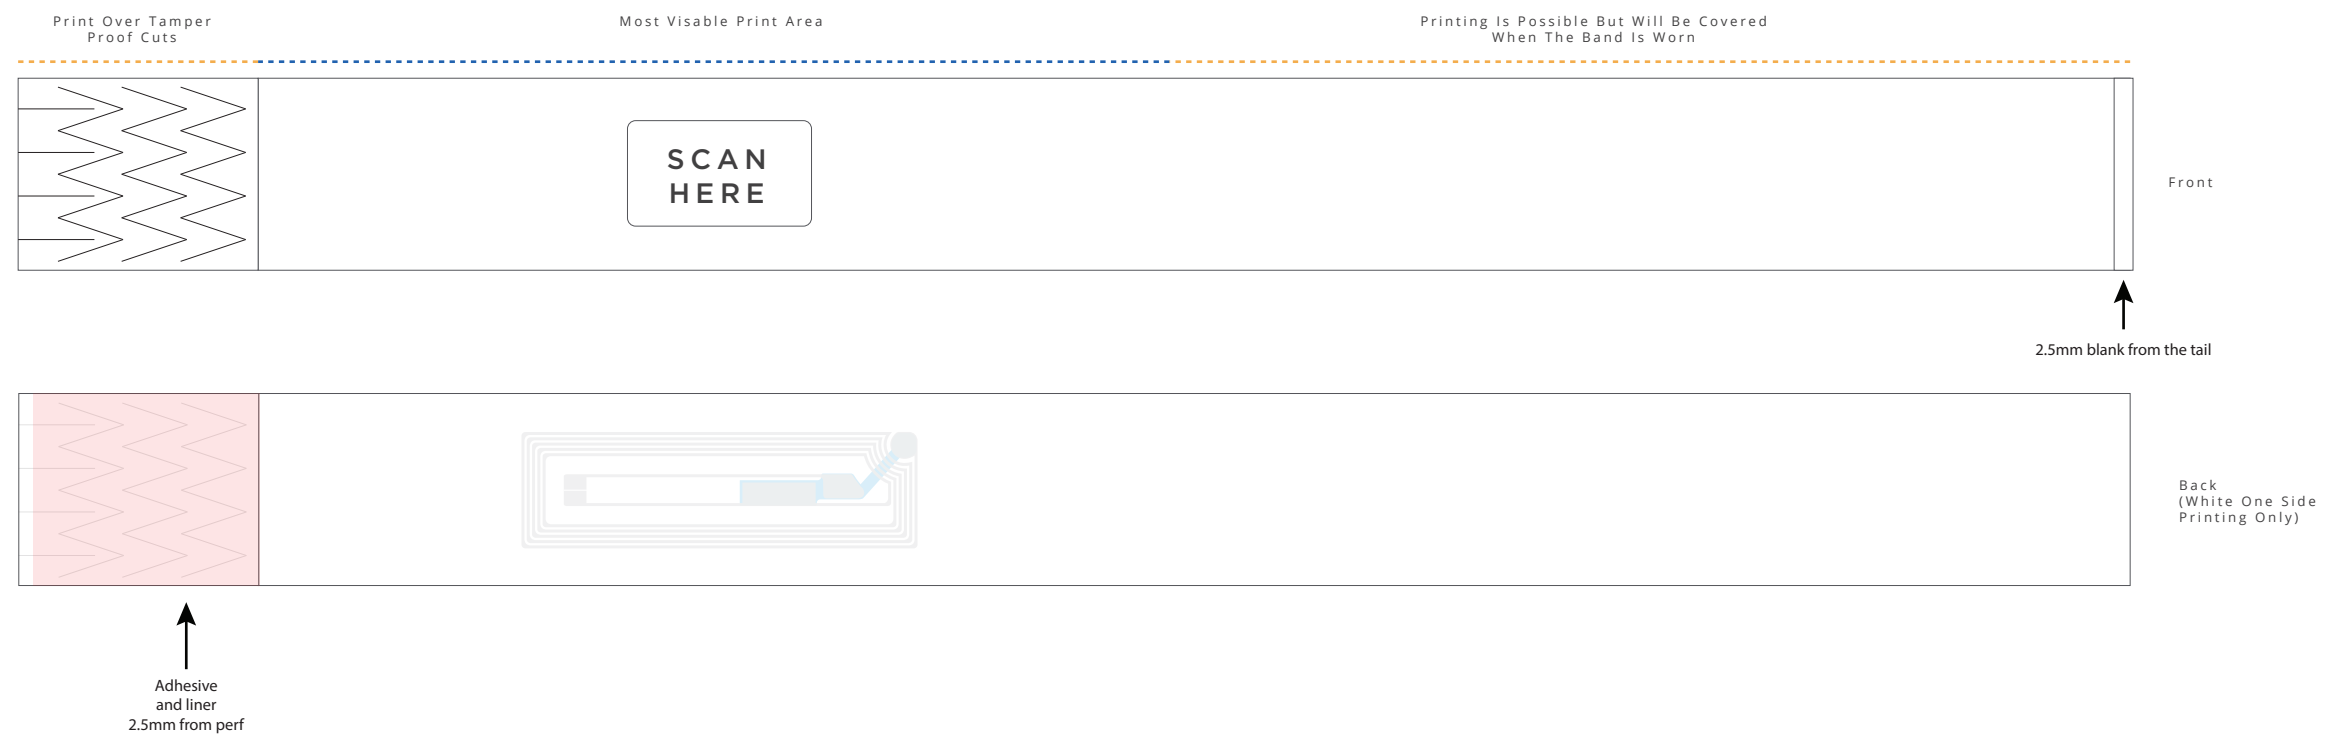 Print Over Tamper
Proof Cuts
Most Visable Print Area
Printing Is Possible But Will Be Covered
When The Band Is Worn
SCAN
HERE
Front
2.5mm blank from the tail
Back
(White One Side
Printing Only)
Adhesive
and liner
2.5mm from perf